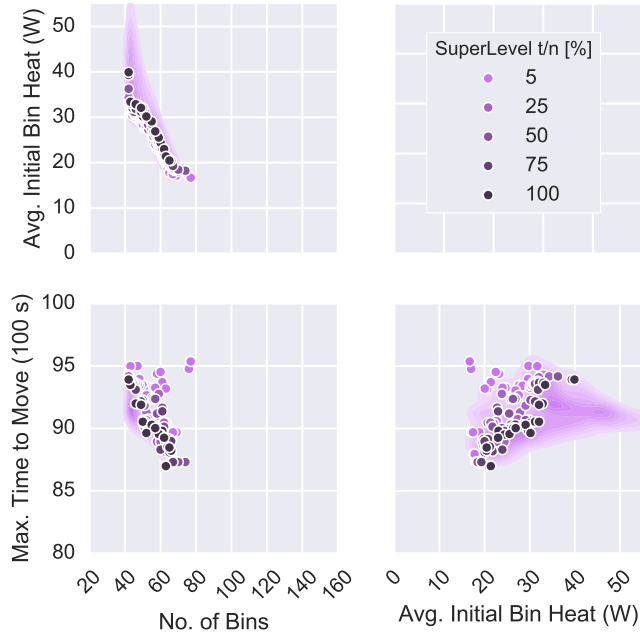 Avg. Initial Bin Heat (W)
50
40
30
20
10
0
SuperLevel t/n [%]
5
25
50
75
100
Max. Time to Move (100 s)
100
95
90
85
80
20 40 60 80 100 120 140 160
No. of Bins
0 10 20 30 40 50
Avg. Initial Bin Heat (W)